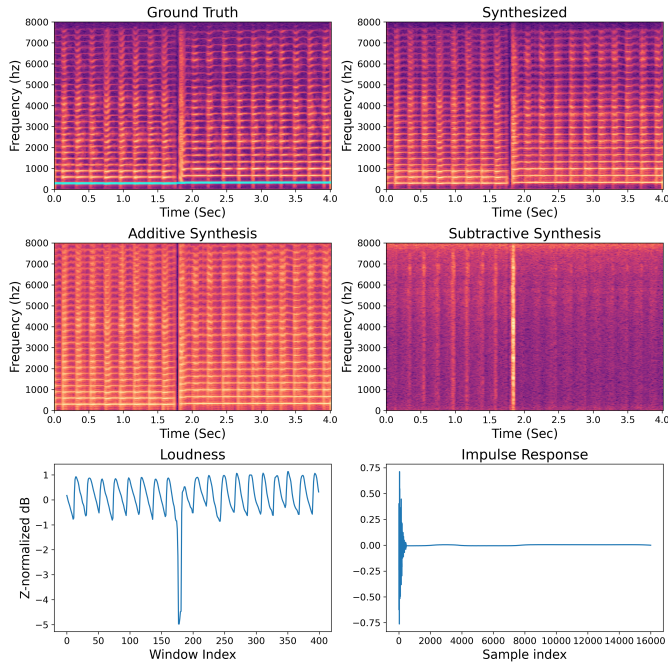 Ground Truth
Synthesized
8000
7000
6000
5000
4000
3000
2000
1000
0
Frequency (hz)
0.0 0.5 1.0 1.5 2.0 2.5 3.0 3.5 4.0
Time (Sec)
8000
7000
6000
5000
4000
3000
2000
1000
0
Frequency (hz)
0.0 0.5 1.0 1.5 2.0 2.5 3.0 3.5 4.0
Time (Sec)
Additive Synthesis
Subtractive Synthesis
8000
7000
6000
5000
4000
3000
2000
1000
0
Frequency (hz)
0.0 0.5 1.0 1.5 2.0 2.5 3.0 3.5 4.0
Time (Sec)
8000
7000
6000
5000
4000
3000
2000
1000
0
Frequency (hz)
0.0 0.5 1.0 1.5 2.0 2.5 3.0 3.5 4.0
Time (Sec)
Loudness
Impulse Response
1
0
−1
−2
−3
−4
−5
Z-normalized dB
0 50 100 150 200 250 300 350 400
Window Index
0.75
0.50
0.25
0.00
−0.25
−0.50
−0.75
0 2000 4000 6000 8000 10000 12000 14000 16000
Sample index